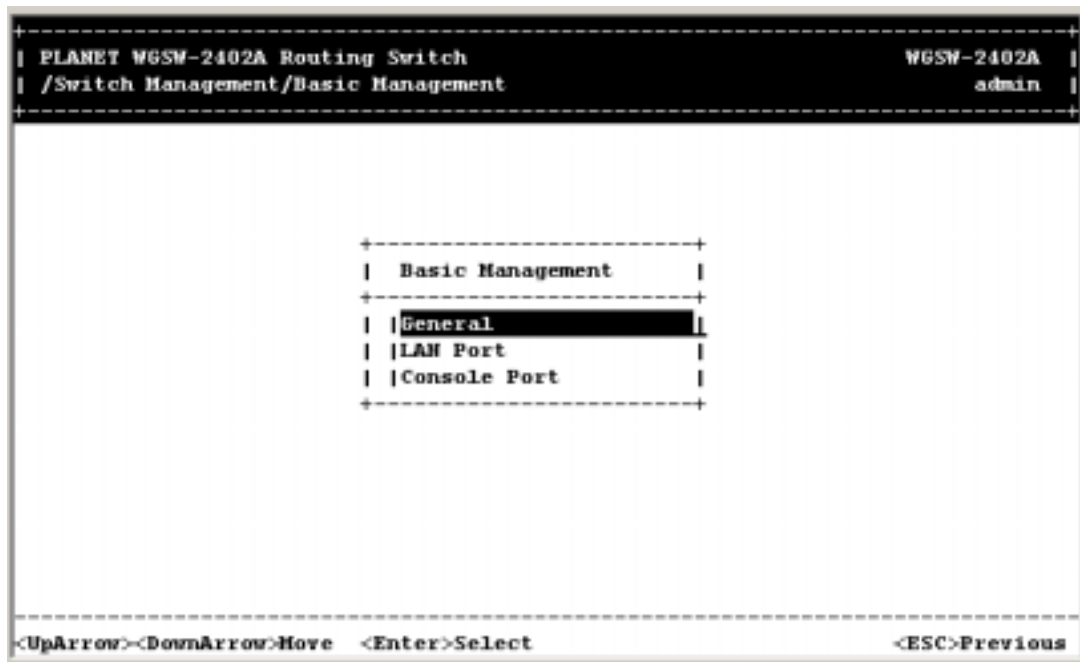 PLANET WGSW-2402A Routing Switch WGSW-2402A
/Switch Management/Basic Management admin
Basic Management
General
LAN Port
Console Port
<UpArrow><DownArrow>Move <Enter>Select <ESC>Previous